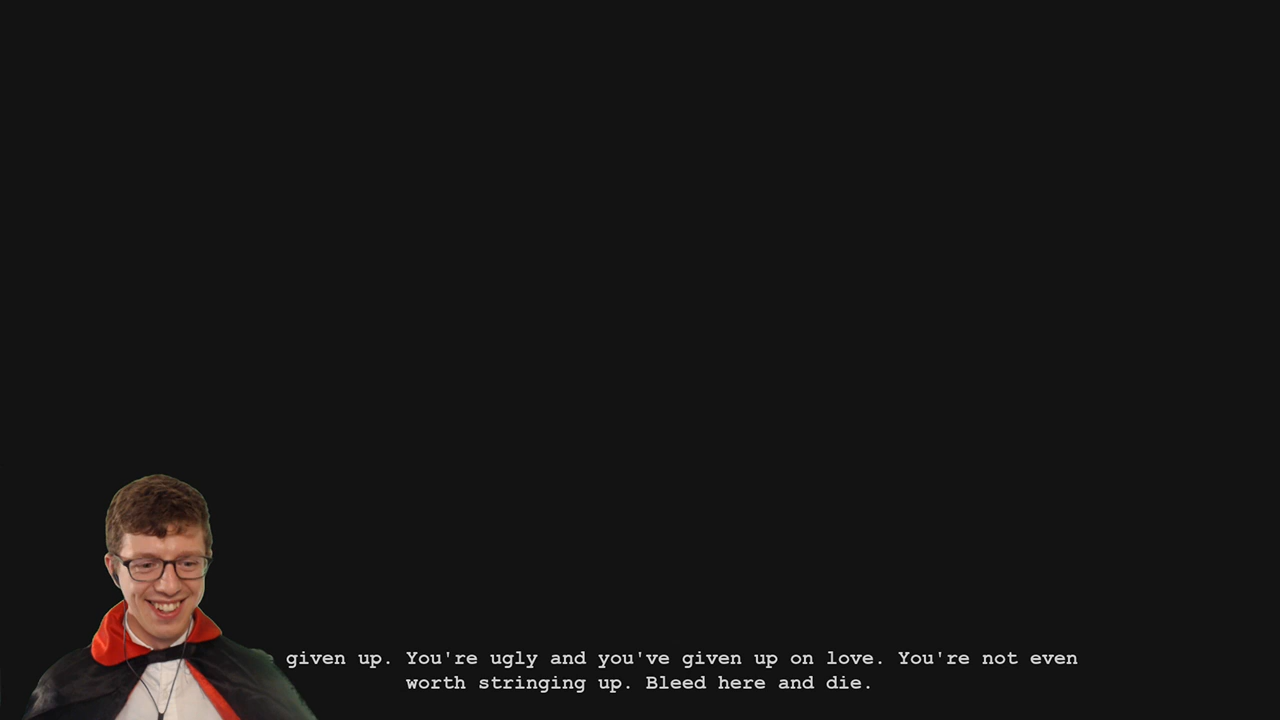 given up. You're ugly and you've given up on love. You're not even
worth stringing up. Bleed here and die.